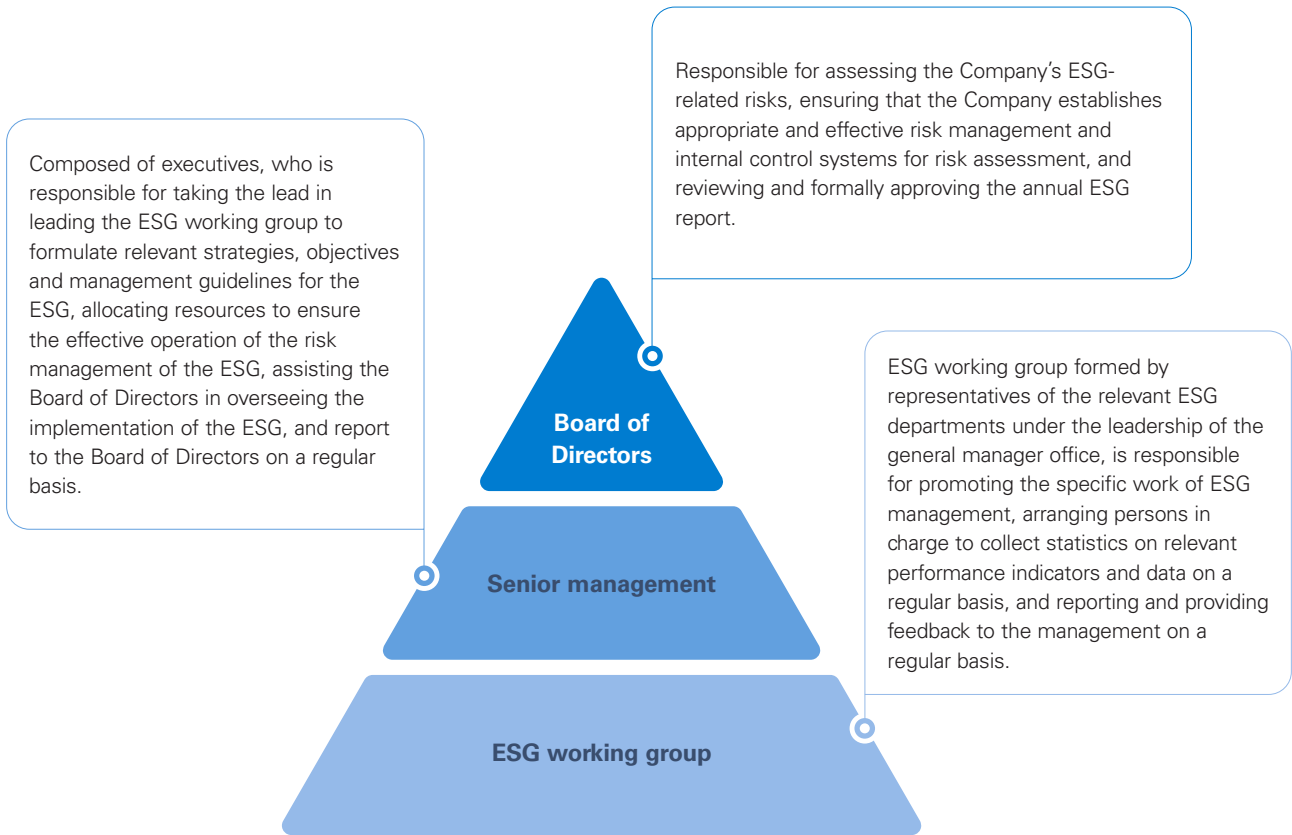 Responsible for assessing the Company’s ESG-
related risks, ensuring that the Company establishes
appropriate and effective risk management and
internal control systems for risk assessment, and
reviewing and formally approving the annual ESG
report.
Composed of executives, who is
responsible for taking the lead in
leading the ESG working group to
formulate relevant strategies, objectives
and management guidelines for the
ESG, allocating resources to ensure
the effective operation of the risk
management of the ESG, assisting the
Board of Directors in overseeing the
implementation of the ESG, and report
to the Board of Directors on a regular
basis.
ESG working group formed by
representatives of the relevant ESG
departments under the leadership of the
general manager office, is responsible
for promoting the specific work of ESG
management, arranging persons in
charge to collect statistics on relevant
performance indicators and data on a
regular basis, and reporting and providing
feedback to the management on a
regular basis.
Board of
Directors
Senior management
ESG working group